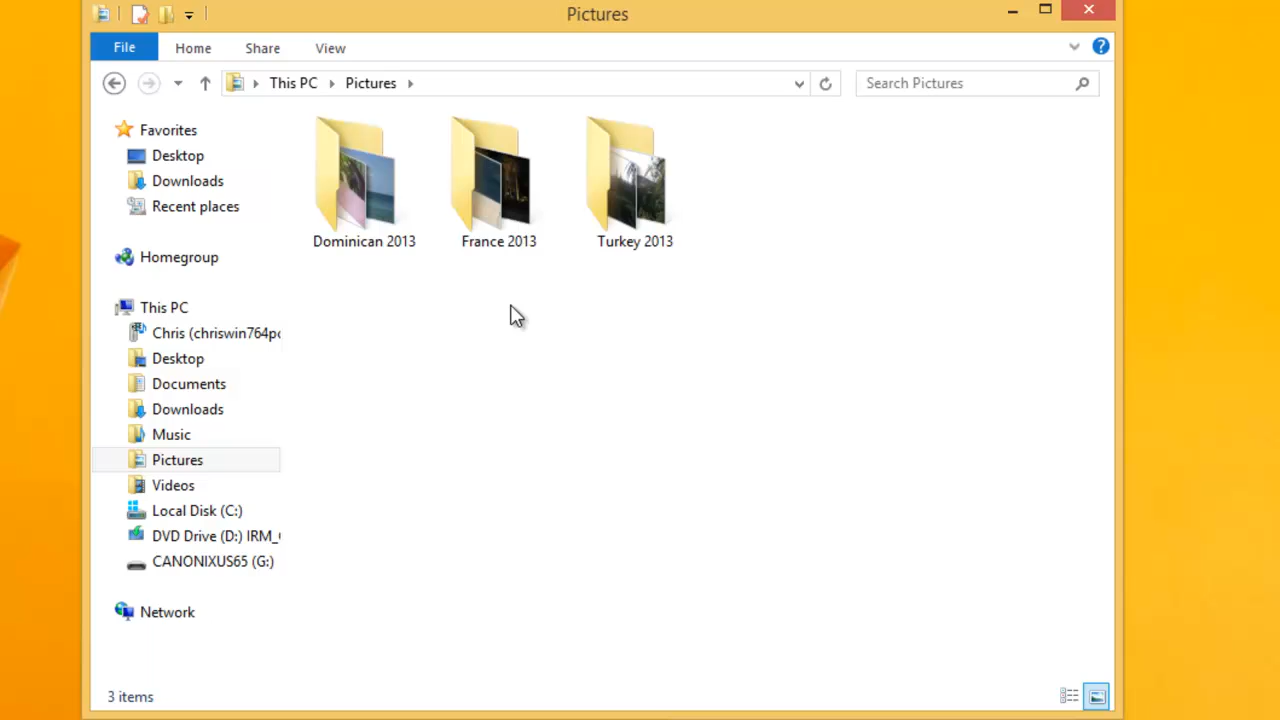 Pictures
File Home Share View
This PC Pictures
Search Pictures
Favorites
Desktop
Downloads
Recent places
Homegroup
This PC
Chris (chriswin764pc
Desktop
Documents
Downloads
Music
Pictures
Videos
Local Disk (C:)
DVD Drive (D:) IRM_
CANONIXUS65 (G:)
Network
Dominican 2013
France 2013
Turkey 2013
3 items